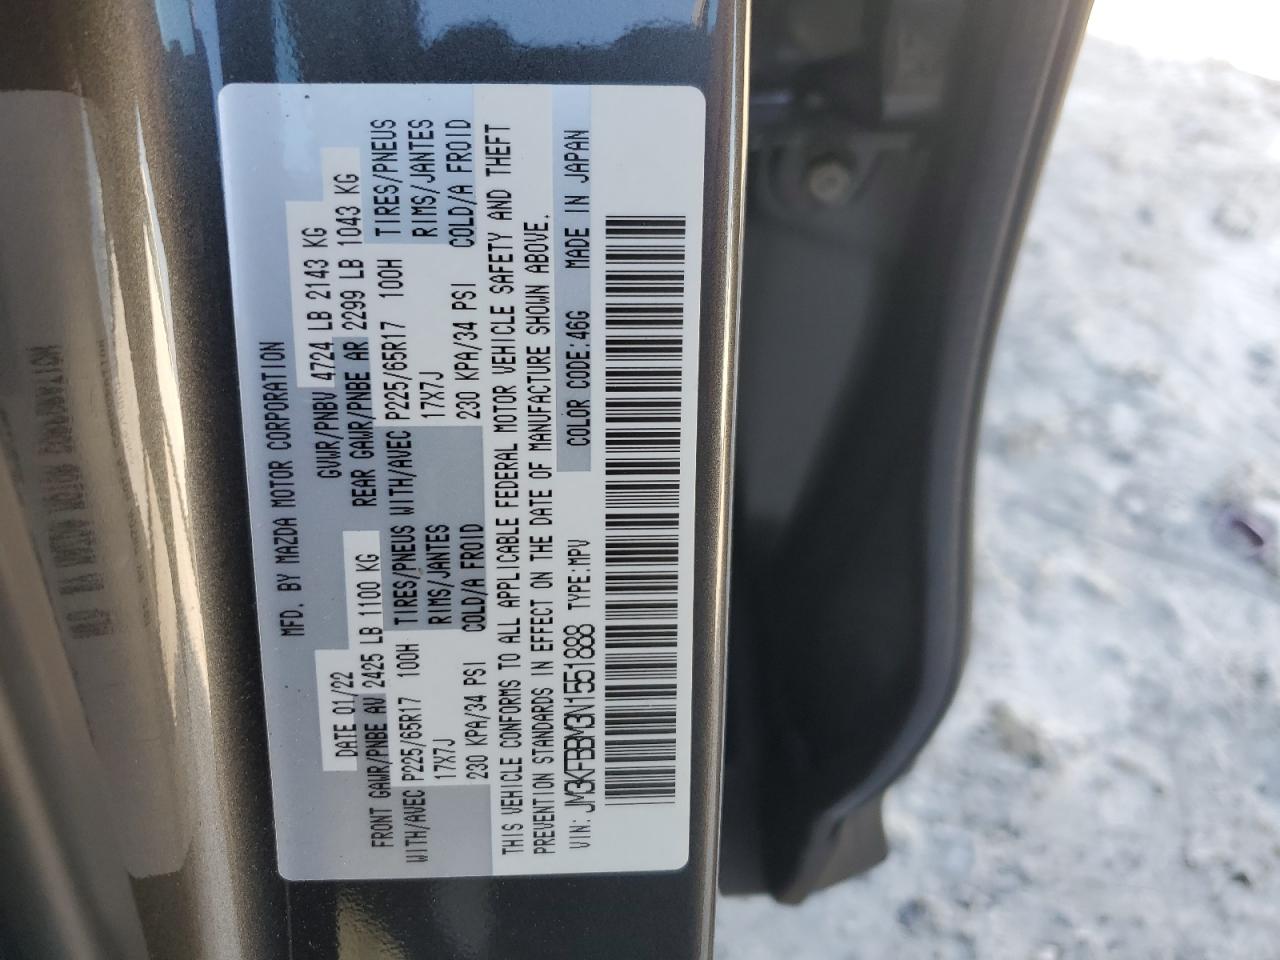 MFD. BY MAZDA MOTOR CORPORATION
DATE 01/22 GVWR/PNBV 4724 LB 2143 KG
FRONT GAWR/PNBE AV 2425 LB 1100 KG REAR GAWR/PNBE AR 2299 LB 1043 KG
WITH/AVEC P225/65R17 100H TIRES/PNEUS WITH/AVEC P225/65R17 100H TIRES/PNEUS
17X7J RIMS/JANTES 17X7J RIMS/JANTES
230 KPA/34 PSI COLD/A FROID 230 KPA/34 PSI COLD/A FROID
THIS VEHICLE CONFORMS TO ALL APPLICABLE FEDERAL MOTOR VEHICLE SAFETY AND THEFT
PREVENTION STANDARDS IN EFFECT ON THE DATE OF MANUFACTURE SHOWN ABOVE.
VIN: JM3KFBBM3N1551888 TYPE:MPV COLOR CODE:46G MADE IN JAPAN